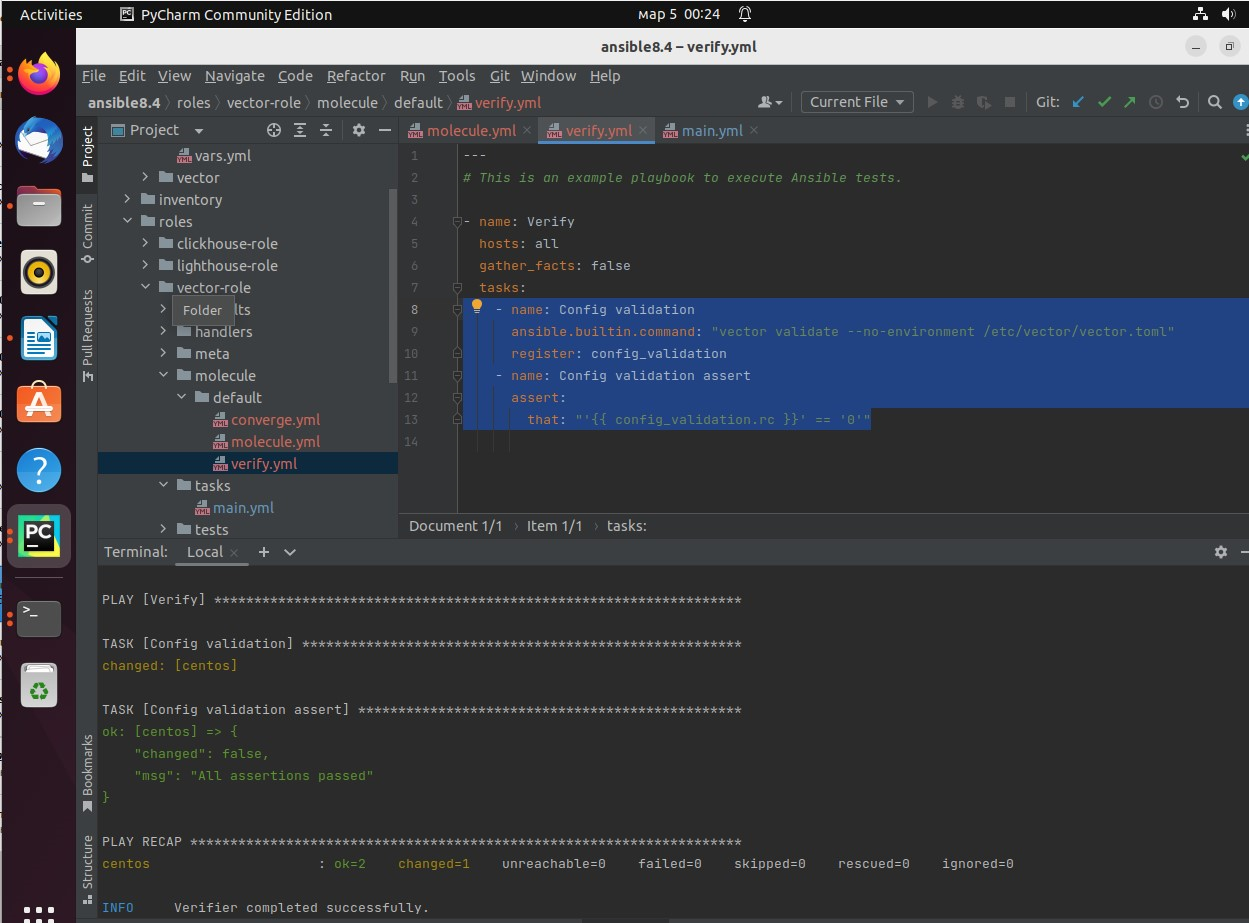 Activities PyCharm Community Edition мар 5 00:24
ansible8.4 – verify.yml
File Edit View Navigate Code Refactor Run Tools Git Window Help
ansible8.4 roles vector-role molecule default verify.yml Current File Git:
Project
molecule.yml verify.yml main.yml
Project
Commit
Pull Requests
Bookmarks
Structure
vars.yml
vector
inventory
roles
clickhouse-role
lighthouse-role
vector-role
Folder
lts
handlers
meta
molecule
default
converge.yml
molecule.yml
verify.yml
tasks
main.yml
tests
1 ---
2 # This is an example playbook to execute Ansible tests.
3
4 - name: Verify
5 hosts: all
6 gather_facts: false
7 tasks:
8 - name: Config validation
9 ansible.builtin.command: "vector validate --no-environment /etc/vector/vector.toml"
10 register: config_validation
11 - name: Config validation assert
12 assert:
13 that: "'{{ config_validation.rc }}' == '0'"
14
Document 1/1 › Item 1/1 › tasks:
Terminal: Local
PLAY [Verify] ******************************************************************
TASK [Config validation] *******************************************************
changed: [centos]
TASK [Config validation assert] ************************************************
ok: [centos] => {
"changed": false,
"msg": "All assertions passed"
}
PLAY RECAP *********************************************************************
centos : ok=2 changed=1 unreachable=0 failed=0 skipped=0 rescued=0 ignored=0
INFO Verifier completed successfully.